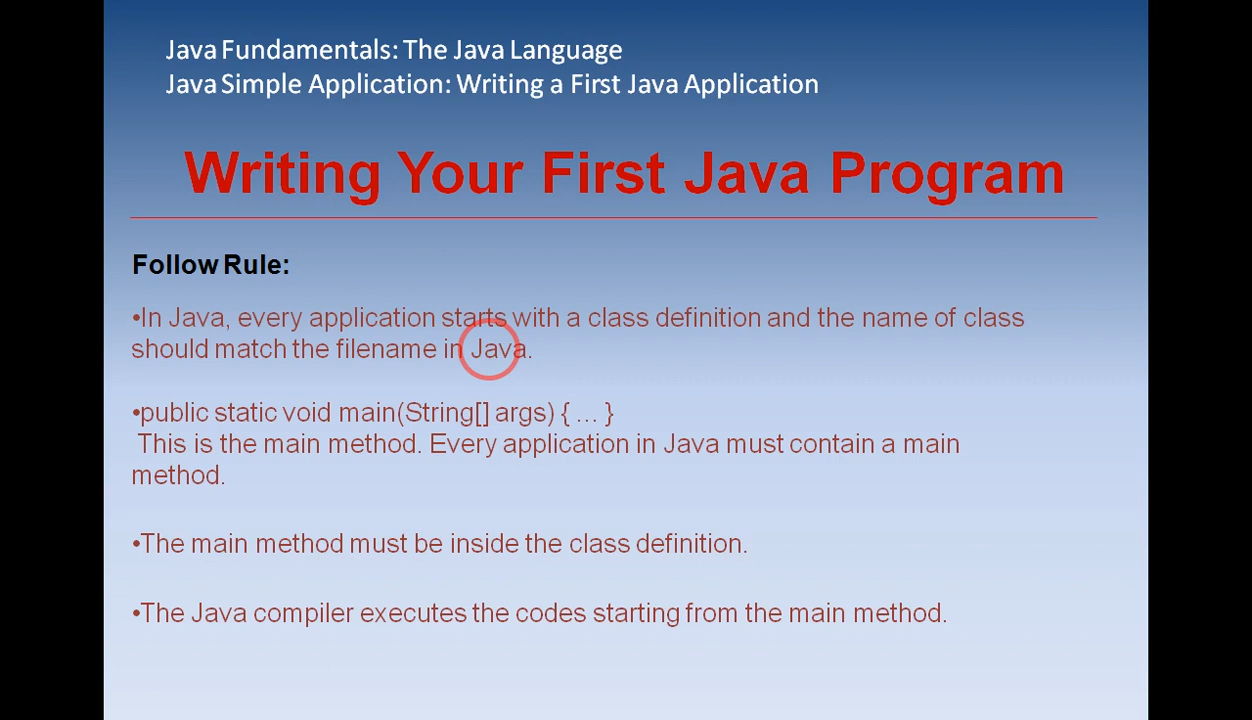 Java Fundamentals: The Java Language
Java Simple Application: Writing a First Java Application
Writing Your First Java Program
Follow Rule:
•In Java, every application starts with a class definition and the name of class
should match the filename in Java.
•public static void main(String[] args) { ... }
This is the main method. Every application in Java must contain a main
method.
•The main method must be inside the class definition.
•The Java compiler executes the codes starting from the main method.